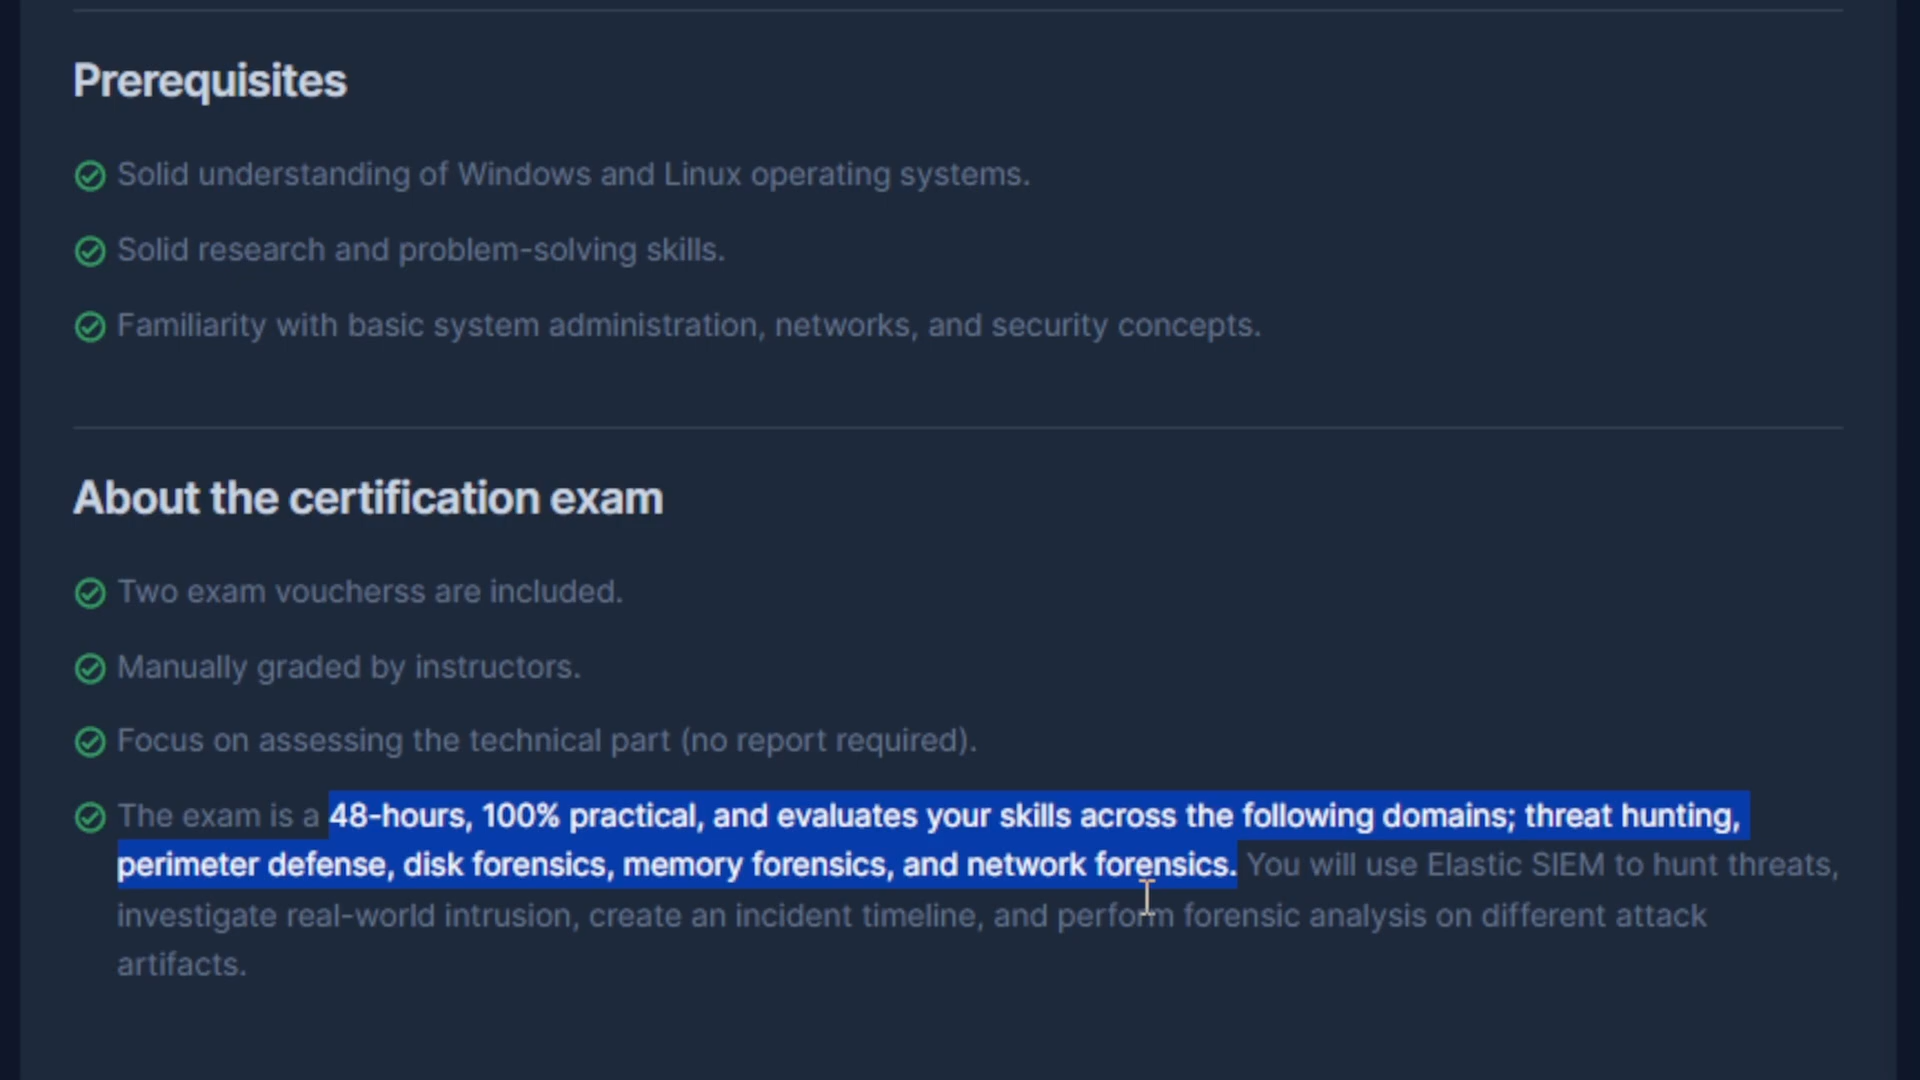 Prerequisites
Solid understanding of Windows and Linux operating systems.
Solid research and problem-solving skills.
Familiarity with basic system administration, networks, and security concepts.
About the certification exam
Two exam voucherss are included.
Manually graded by instructors.
Focus on assessing the technical part (no report required).
The exam is a 48-hours, 100% practical, and evaluates your skills across the following domains; threat hunting,
perimeter defense, disk forensics, memory forensics, and network forensics. You will use Elastic SIEM to hunt threats,
investigate real-world intrusion, create an incident timeline, and perform forensic analysis on different attack
artifacts.